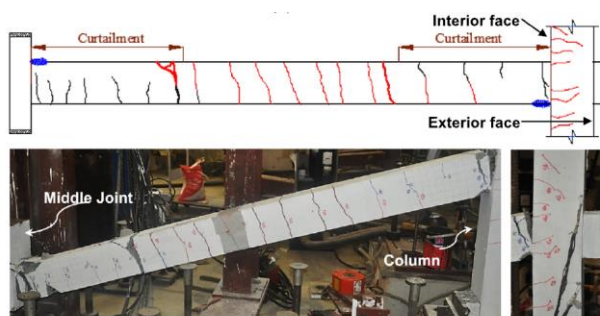 Interior face
Curtailment
Curtailment
Exterior face
Middle Joint
Column